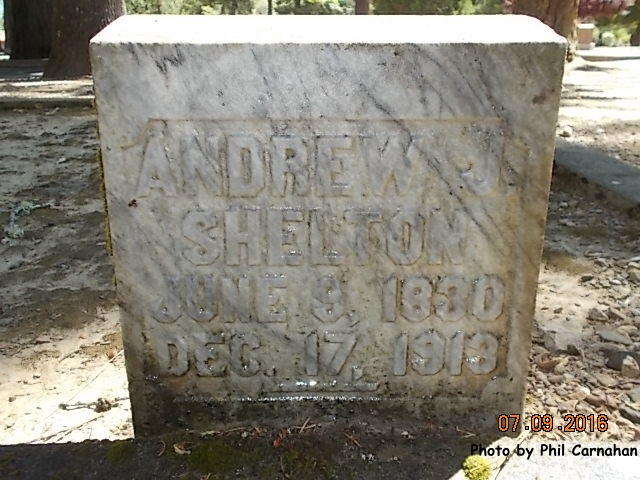 ANDREW J.
SHELTON
JUNE 9, 1830
DEC. 17, 1913
07.09.2016
Photo by Phil Carnahan